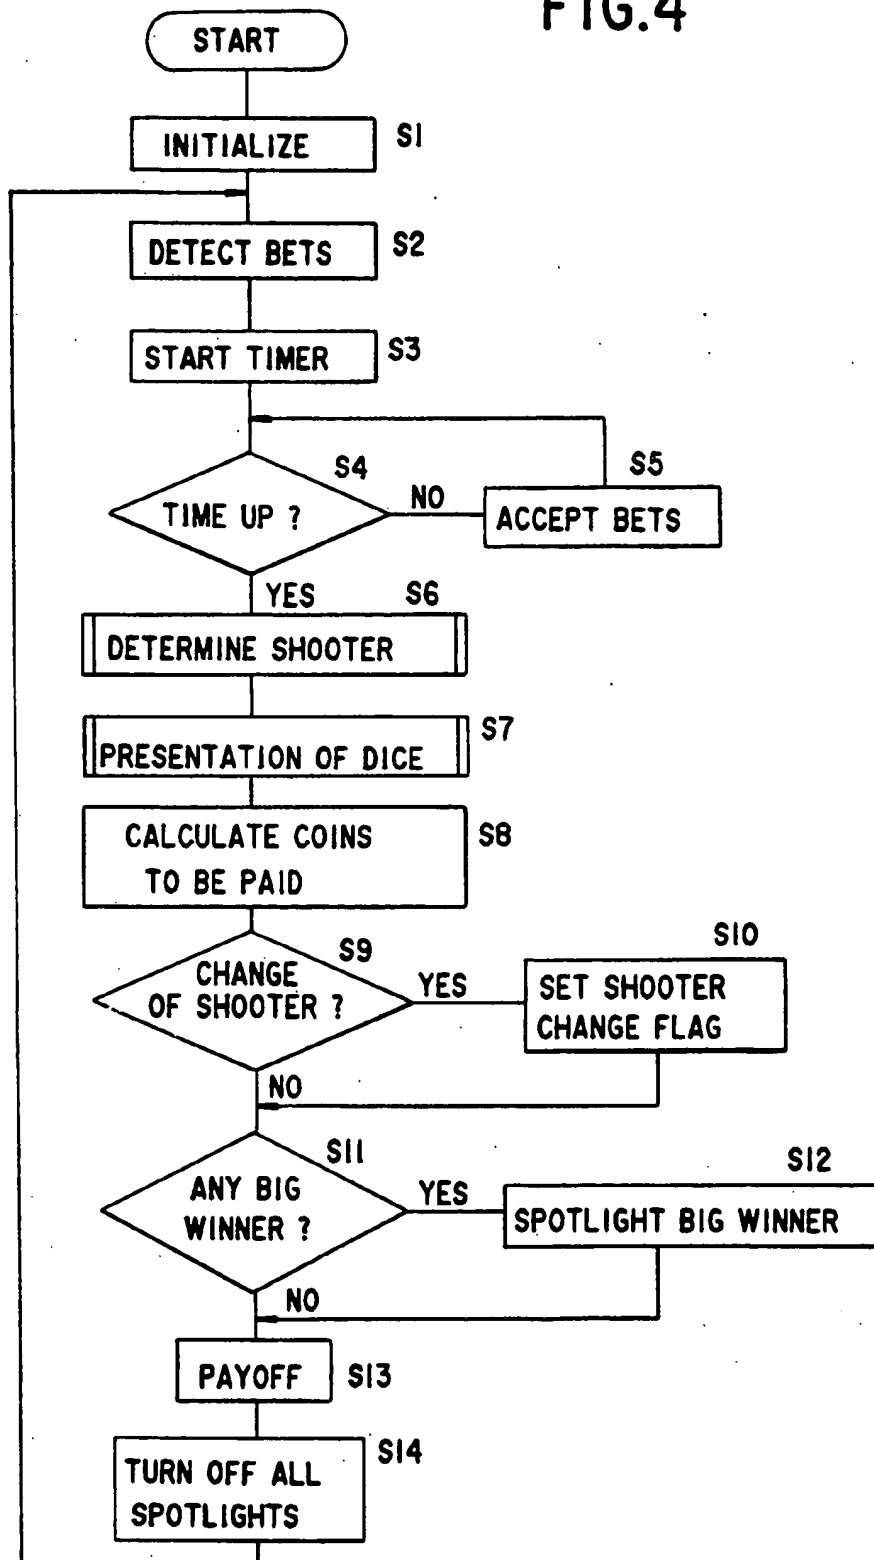 FIG.4
START
INITIALIZE
S1
DETECT BETS
S2
START TIMER
S3
S4
TIME UP ?
NO
S5
ACCEPT BETS
YES
S6
DETERMINE SHOOTER
S7
PRESENTATION OF DICE
CALCULATE COINS
TO BE PAID
S8
S9
CHANGE
OF SHOOTER ?
YES
S10
SET SHOOTER
CHANGE FLAG
NO
S11
ANY BIG
WINNER ?
YES
S12
SPOTLIGHT BIG WINNER
NO
PAYOFF
S13
S14
TURN OFF ALL
SPOTLIGHTS